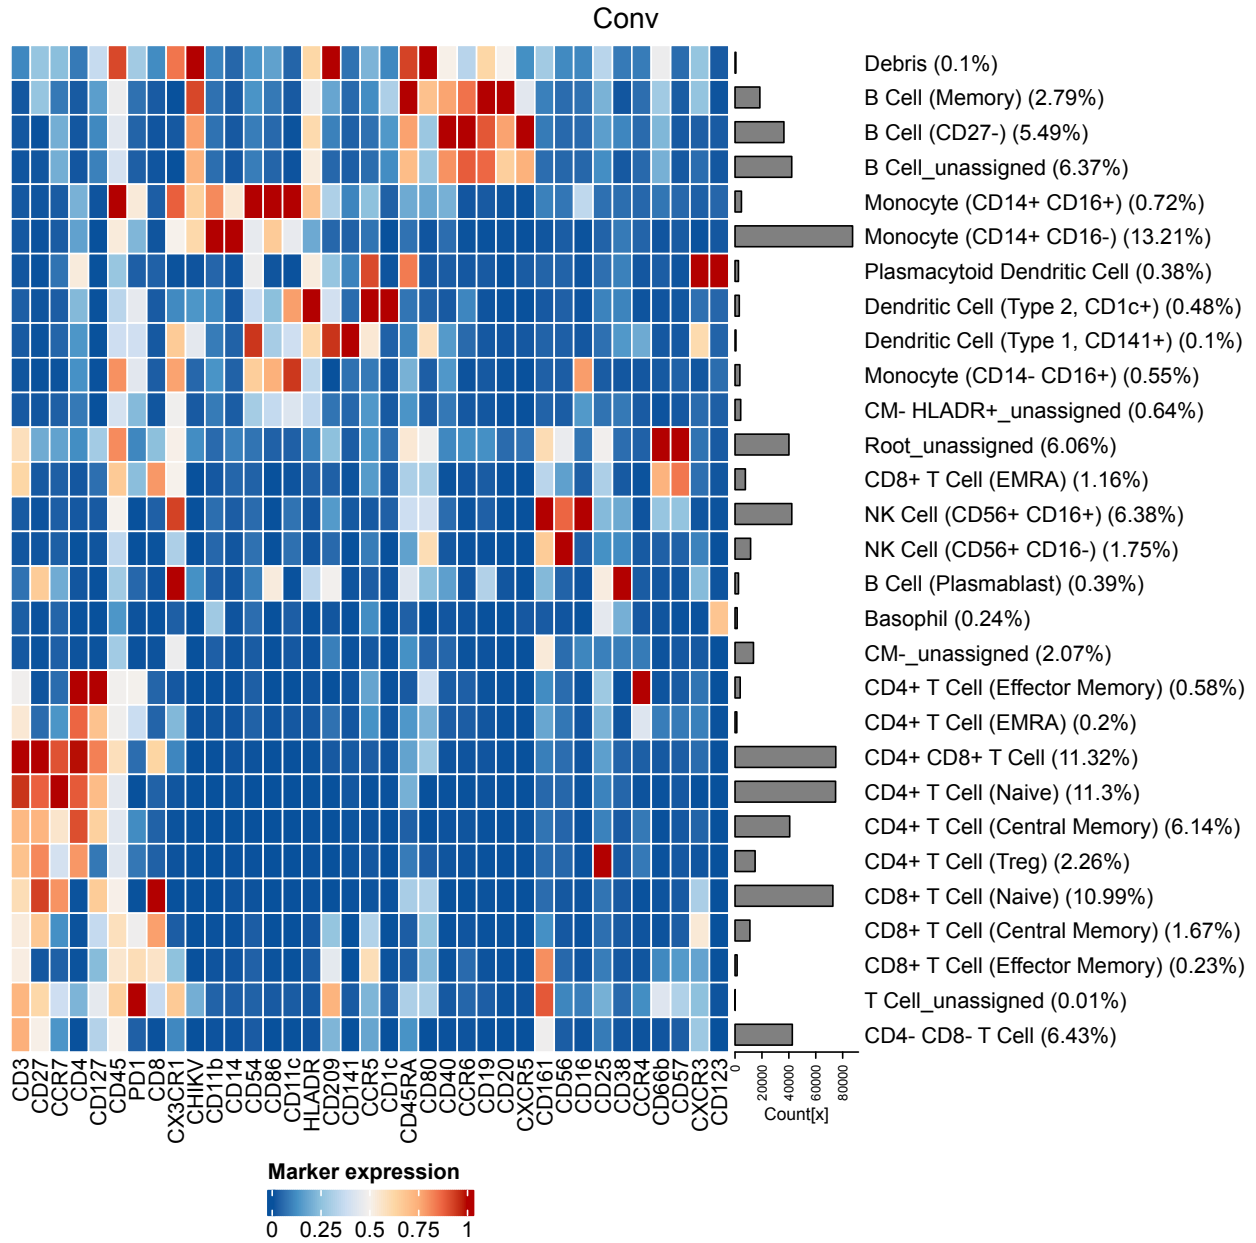 Conv
Debris (0.1%)
B Cell (Memory) (2.79%)
B Cell (CD27-) (5.49%)
B Cell_unassigned (6.37%)
Monocyte (CD14+ CD16+) (0.72%)
Monocyte (CD14+ CD16-) (13.21%)
Plasmacytoid Dendritic Cell (0.38%)
Dendritic Cell (Type 2, CD1c+) (0.48%)
Dendritic Cell (Type 1, CD141+) (0.1%)
Monocyte (CD14- CD16+) (0.55%)
CM- HLADR+_unassigned (0.64%)
Root_unassigned (6.06%)
CD8+ T Cell (EMRA) (1.16%)
NK Cell (CD56+ CD16+) (6.38%)
NK Cell (CD56+ CD16-) (1.75%)
B Cell (Plasmablast) (0.39%)
Basophil (0.24%)
CM-_unassigned (2.07%)
CD4+ T Cell (Effector Memory) (0.58%)
CD4+ T Cell (EMRA) (0.2%)
CD4+ CD8+ T Cell (11.32%)
CD4+ T Cell (Naive) (11.3%)
CD4+ T Cell (Central Memory) (6.14%)
CD4+ T Cell (Treg) (2.26%)
CD8+ T Cell (Naive) (10.99%)
CD8+ T Cell (Central Memory) (1.67%)
CD8+ T Cell (Effector Memory) (0.23%)
T Cell_unassigned (0.01%)
CD4- CD8- T Cell (6.43%)
CD3
CD27
CCR7
CD4
CD127
CD45
PD1
CD8
CX3CR1
CHIKV
CD11b
CD14
CD54
CD86
CD11c
HLADR
CD209
CD141
CCR5
CD1c
CD45RA
CD80
CD40
CCR6
CD19
CD20
CXCR5
CD161
CD56
CD16
CD25
CD38
CCR4
CD66b
CD57
CXCR3
CD123
0
20000
40000
60000
80000
Count[x]
Marker expression
0 0.25 0.5 0.75 1